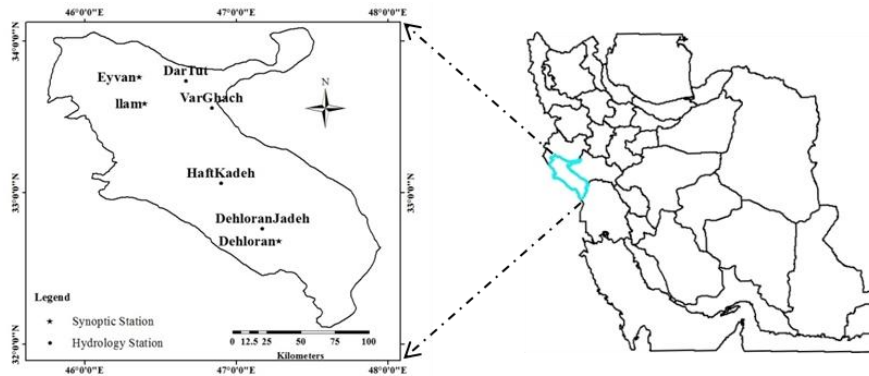 46°0'0"E 47°0'0"E 48°0'0"E
34°0'0"N
N
DarTut
Eyvan
VarGhach
Ilam
HaftKadeh
33°0'0"N 33°0'0"N
DehloranJadeh
Dehloran
Legend
Synoptic Station
Hydrology Station
0 12.5 25 50 75 100
Kilometers
32°0'0"N
46°0'0"E 47°0'0"E 48°0'0"E